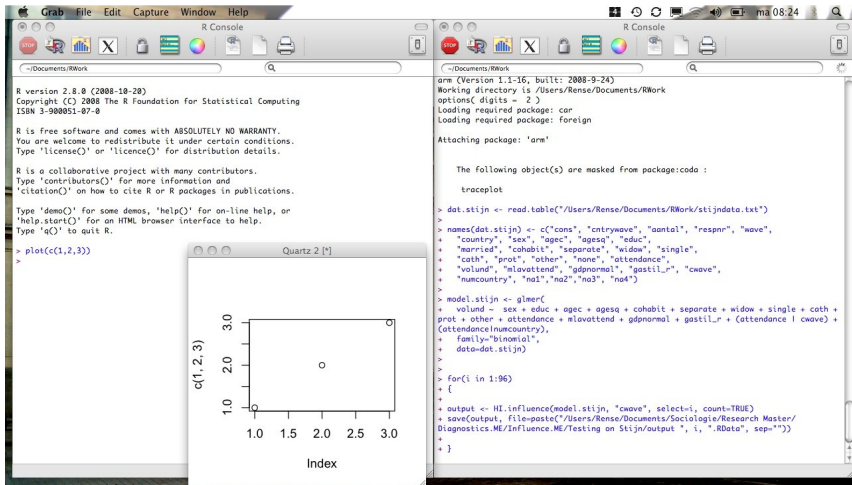 Grab File Edit Capture Window Help
ma 08:24
R Console
STOP
X
~/Documents/RWork
R version 2.8.0 (2008-10-20)
Copyright (C) 2008 The R Foundation for Statistical Computing
ISBN 3-900051-07-0
R is free software and comes with ABSOLUTELY NO WARRANTY.
You are welcome to redistribute it under certain conditions.
Type 'license()' or 'licence()' for distribution details.
R is a collaborative project with many contributors.
Type 'contributors()' for more information and
'citation()' on how to cite R or R packages in publications.
Type 'demo()' for some demos, 'help()' for on-line help, or
'help.start()' for an HTML browser interface to help.
Type 'q()' to quit R.
> plot(c(1,2,3))
>
Quartz 2 [*]
c(1, 2, 3)
3.0
2.0
1.0
1.0 1.5 2.0 2.5 3.0
Index
R Console
STOP
X
~/Documents/RWork
arm (Version 1.1-16, built: 2008-9-24)
Working directory is /Users/Rense/Documents/RWork
options( digits = 2 )
Loading required package: car
Loading required package: foreign
Attaching package: 'arm'
The following object(s) are masked from package:coda :
traceplot
> dat.stijn <- read.table("/Users/Rense/Documents/RWork/stijndata.txt")
>
> names(dat.stijn) <- c("cons", "cntrywave", "aantal", "respnr", "wave",
+ "country", "sex", "agec", "agesq", "educ",
+ "married", "cohabit", "separate", "widow", "single",
+ "cath", "prot", "other", "none", "attendance",
+ "volund", "mlavattend", "gdpnormal", "gastil_r", "cwave",
+ "numcountry", "na1","na2","na3", "na4")
>
> model.stijn <- glmer(
+ volund ~ sex + educ + agec + agesq + cohabit + separate + widow + single + cath +
prot + other + attendance + mlavattend + gdpnormal + gastil_r + (attendance | cwave) +
(attendance|numcountry),
+ family="binomial",
+ data=dat.stijn)
>
>
> for(i in 1:96)
+ {
+
+ output <- HI.influence(model.stijn, "cwave", select=i, count=TRUE)
+ save(output, file=paste("/Users/Rense/Documents/Sociologie/Research Master/
Diagnostics.ME/Influence.ME/Testing on Stijn/output ", i, ".RData", sep=""))
+
+ }